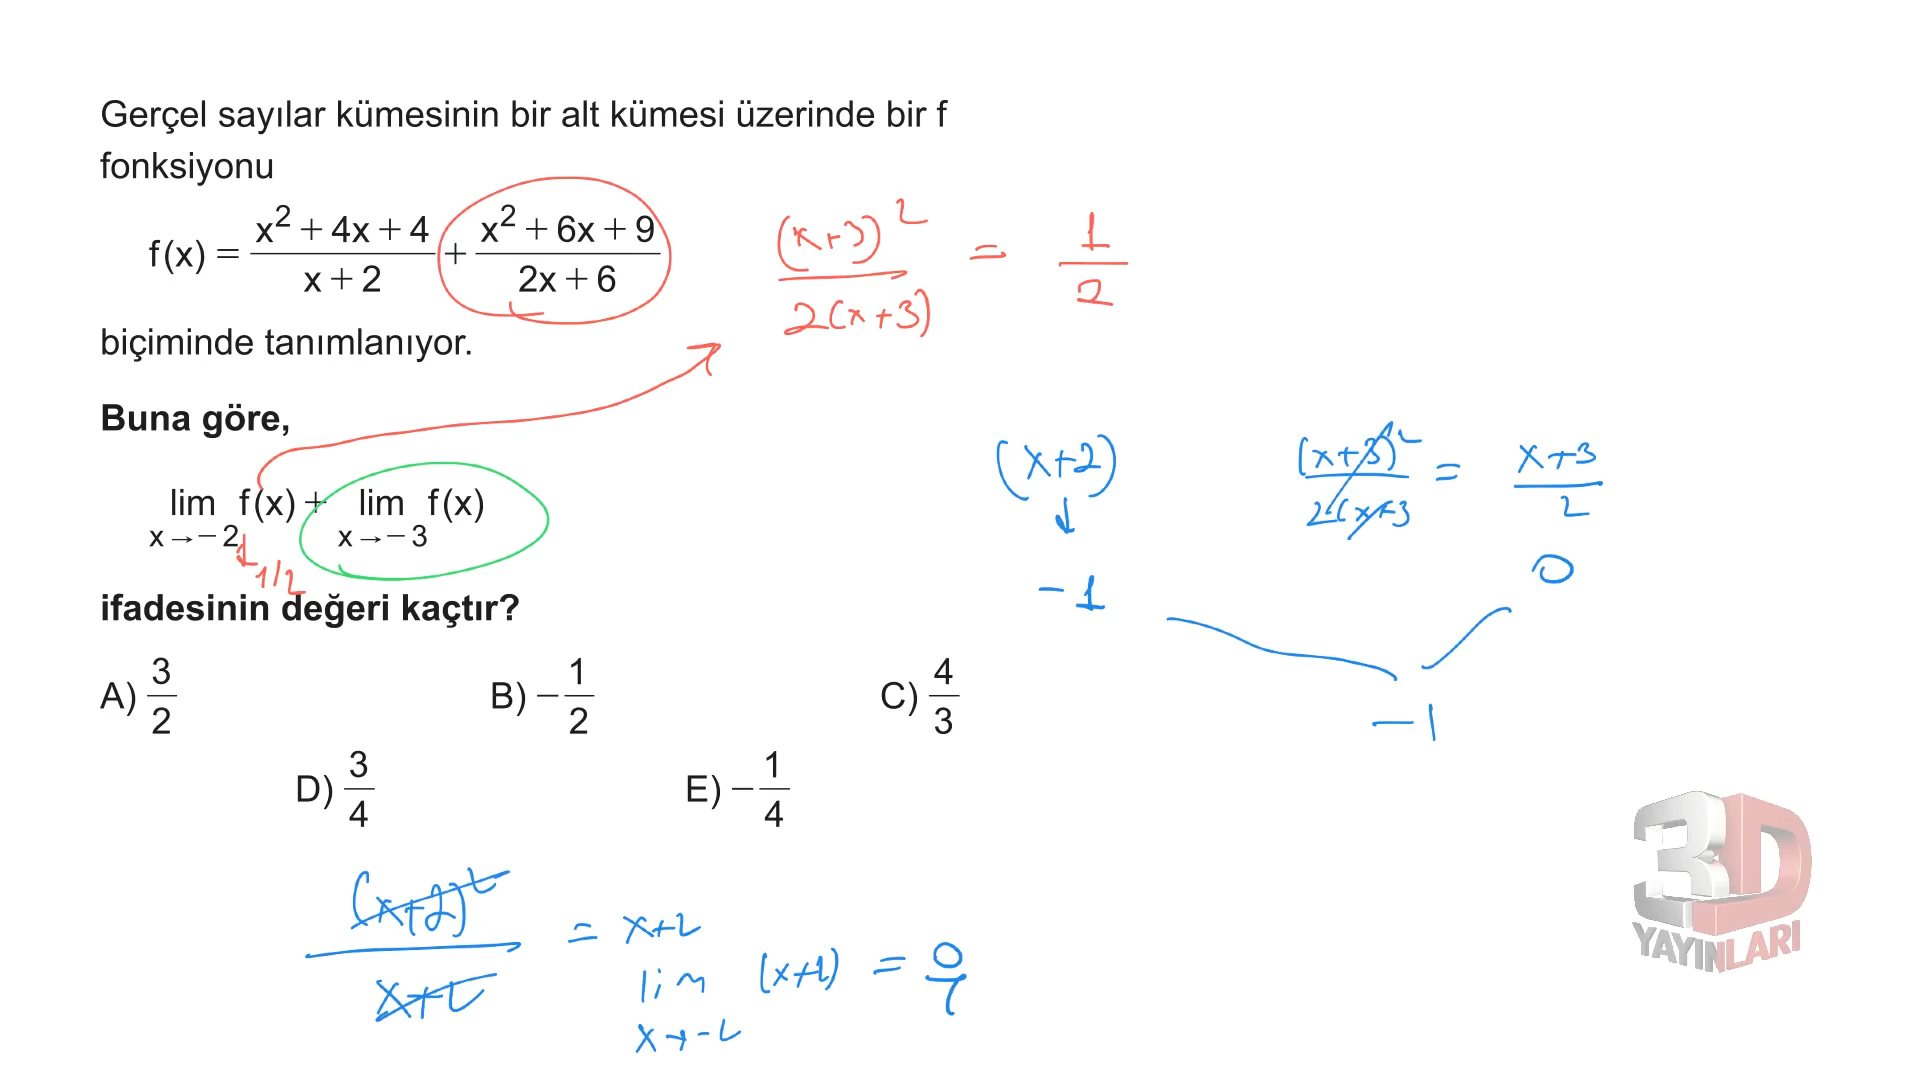 Gerçel sayılar kümesinin bir alt kümesi üzerinde bir f
fonksiyonu
f(x) = (x² + 4x + 4)/(x + 2) + (x² + 6x + 9)/(2x + 6)
(x+3)²/2(x+3) = 1/2
biçiminde tanımlanıyor.
Buna göre,
lim f(x) + lim f(x)
x → −2 x → −3
1/2
(x+2)
(x+3)²/2(x+3 = x+3/2
-1
0
-1
ifadesinin değeri kaçtır?
A) 3/2 B) −1/2 C) 4/3
D) 3/4 E) −1/4
(x+2)²/x+2 = x+2
lim (x+2) = 0
x→-2
3D
YAYINLARI